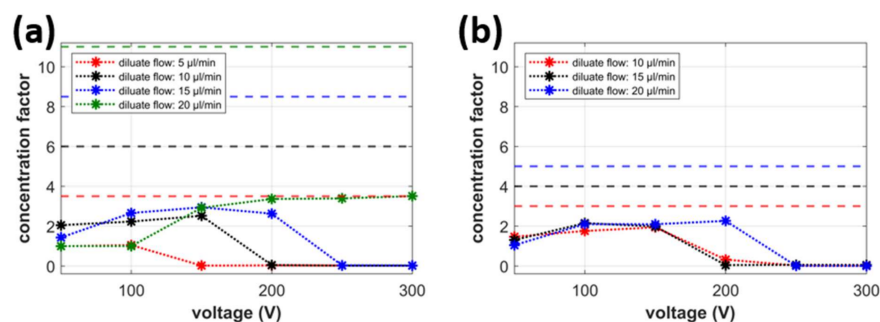 (a)
concentration factor
10
8
6
4
2
0
diluate flow: 5 µl/min
diluate flow: 10 µl/min
diluate flow: 15 µl/min
diluate flow: 20 µl/min
100
200
300
voltage (V)
(b)
concentration factor
10
8
6
4
2
0
diluate flow: 10 µl/min
diluate flow: 15 µl/min
diluate flow: 20 µl/min
100
200
300
voltage (V)